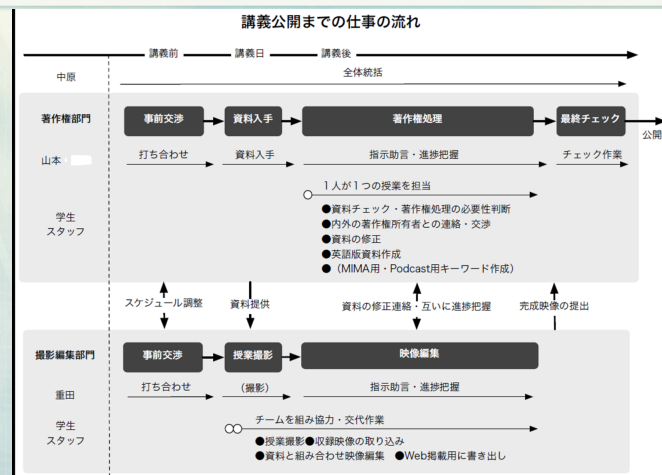 講義公開までの仕事の流れ
講義前 講義日 講義後
中原 全体統括
著作権部門 事前交渉 資料入手 著作権処理 最終チェック
公開
山本・ 打ち合わせ 資料入手 指示助言・進捗把握 チェック作業
1人が1つの授業を担当
学生
スタッフ
●資料チェック・著作権処理の必要性判断
●内外の著作権所有者との連絡・交渉
●資料の修正
●英語版資料作成
●(MIMA用・Podcast用キーワード作成)
スケジュール調整 資料提供 資料の修正連絡・互いに進捗把握 完成映像の提出
撮影編集部門 事前交渉 授業撮影 映像編集
重田 打ち合わせ (撮影) 指示助言・進捗把握
学生
スタッフ
チームを組み協力・交代作業
●授業撮影●収録映像の取り込み
●資料と組み合わせ映像編集 ●Web掲載用に書き出し